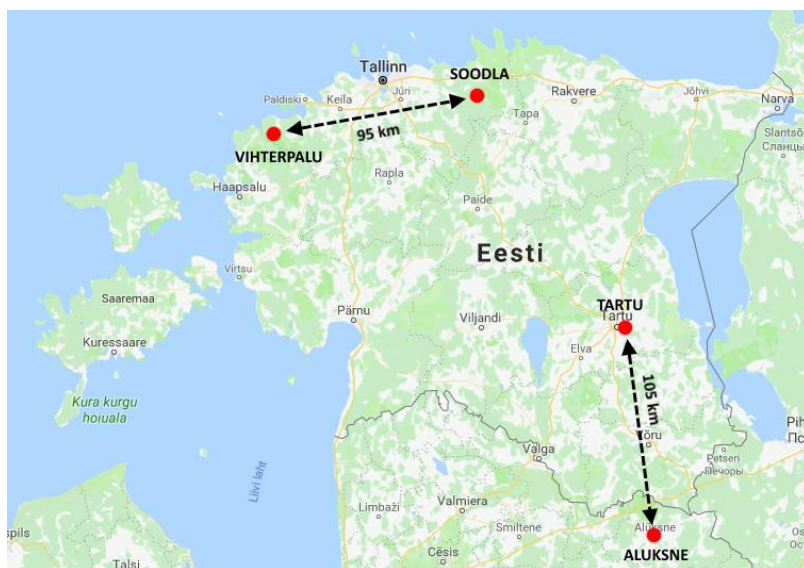 SOODLA
Tallinn
Paldiski
Keila
Jüri
Rakvere
Jõhvi
Narva
95 km
Tapa
Slantsõ
Сланцы
VIHTERPALU
Haapsalu
Rapla
Paide
Eesti
Virtsu
Saaremaa
Pärnu
Viljandi
TARTU
Tartu
Kuressaare
Elva
Kura kurgu
hoiuala
105 km
Võru
Valga
Petseri
Печоры
Liivi laht
Valmiera
Limbaži
Smiltene
Alūksne
Talsi
Cēsis
ALUKSNE